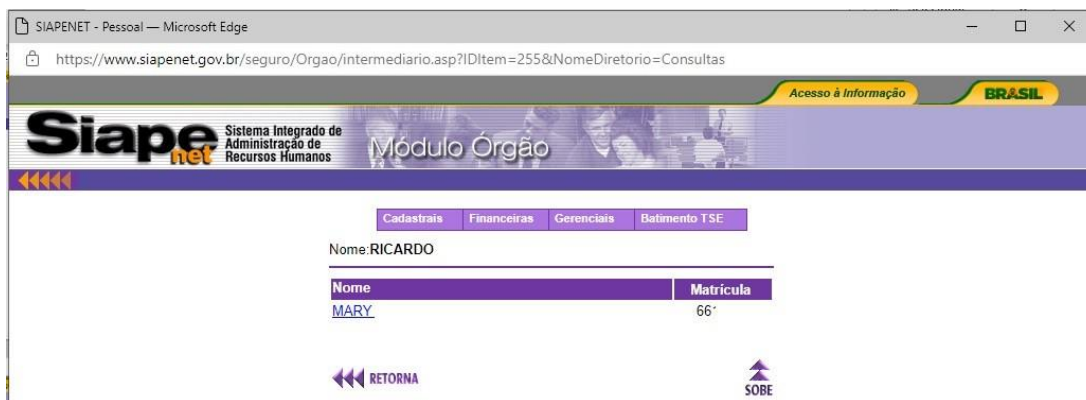 SIAPENET - Pessoal — Microsoft Edge
https://www.siapenet.gov.br/seguro/Orgao/intermediario.asp?IDItem=255&NomeDiretorio=Consultas
Acesso à Informação BRASIL
Siape net Sistema Integrado de
Administração de
Recursos Humanos
Módulo Órgão
Cadastrais Financeiras Gerenciais Batimento TSE
Nome:RICARDO
Nome Matrícula
MARY 66
RETORNA
SOBE